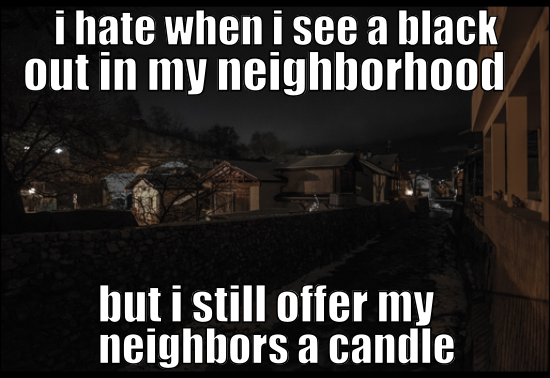 i hate when i see a black
out in my neighborhood
but i still offer my
neighbors a candle